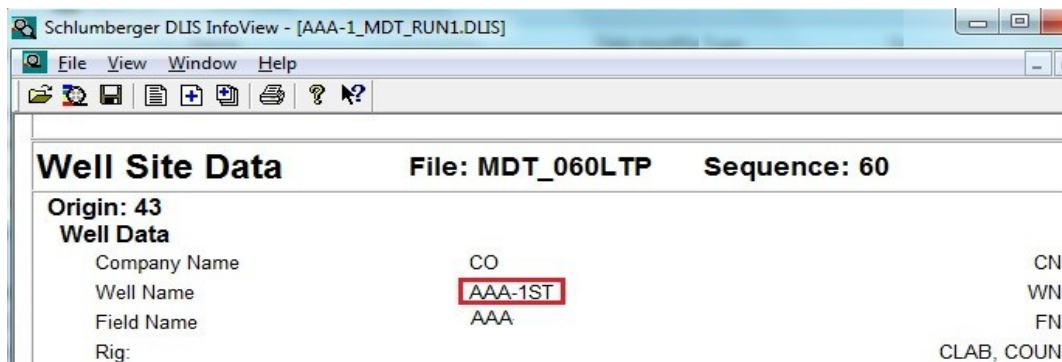 Schlumberger DLIS InfoView - [AAA-1_MDT_RUN1.DLIS]
File View Window Help
Well Site Data File: MDT_060LTP Sequence: 60
Origin: 43
Well Data
Company Name CO CN
Well Name AAA-1ST WN
Field Name AAA FN
Rig: CLAB, COUN